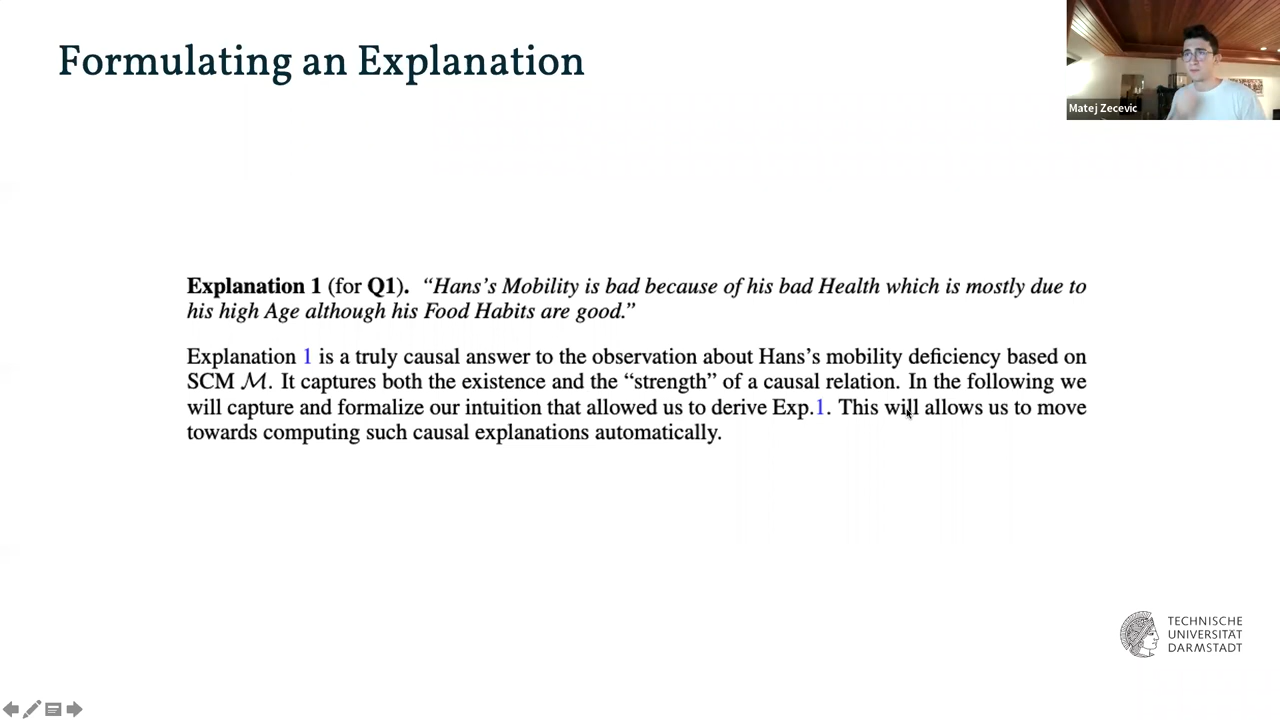 Formulating an Explanation
Matej Zecevic
Explanation 1 (for Q1). “Hans’s Mobility is bad because of his bad Health which is mostly due to
his high Age although his Food Habits are good.”
Explanation 1 is a truly causal answer to the observation about Hans’s mobility deficiency based on
SCM ℳ. It captures both the existence and the “strength” of a causal relation. In the following we
will capture and formalize our intuition that allowed us to derive Exp.1. This will allows us to move
towards computing such causal explanations automatically.
TECHNISCHE
UNIVERSITÄT
DARMSTADT